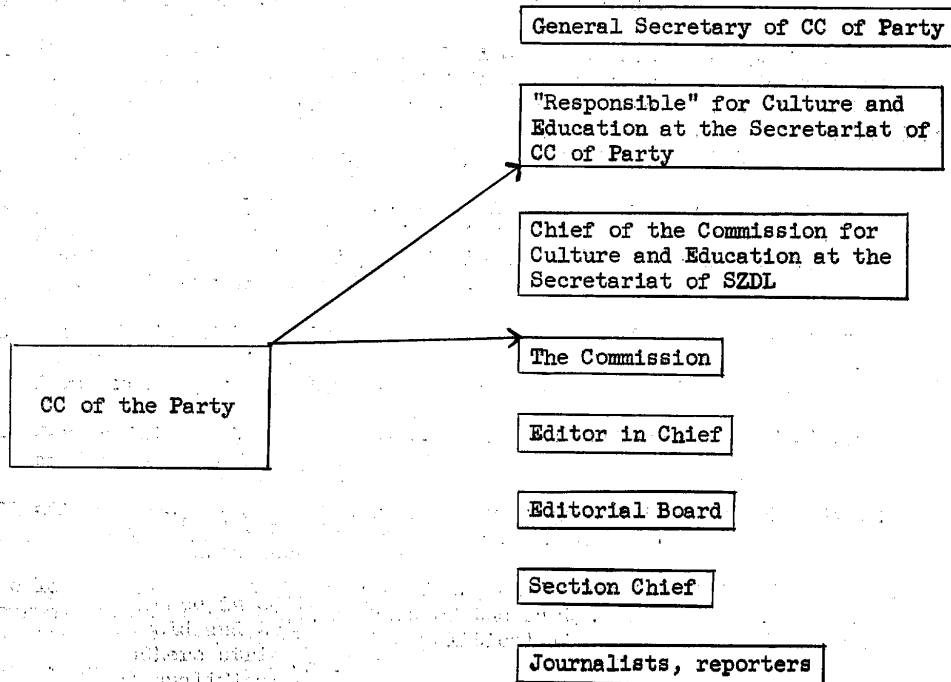 General Secretary of CC of Party
"Responsible" for Culture and
Education at the Secretariat of
CC of Party
Chief of the Commission for
Culture and Education at the
Secretariat of SZDL
The Commission
CC of the Party
Editor in Chief
Editorial Board
Section Chief
Journalists, reporters